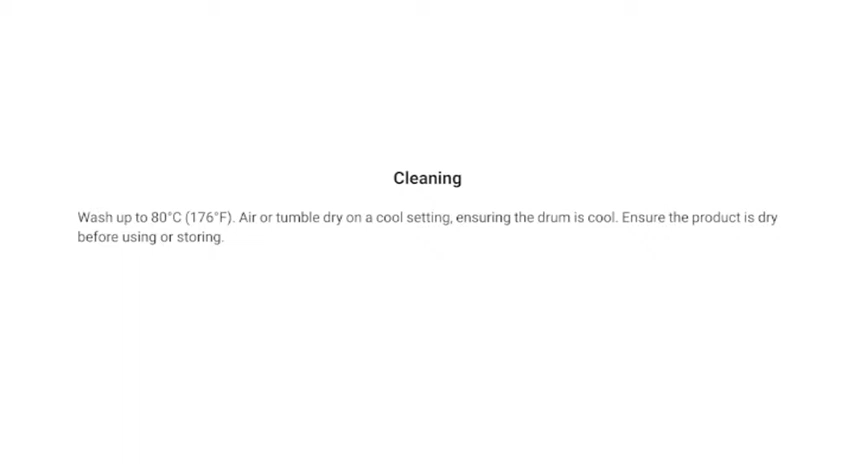 Cleaning
Wash up to 80°C (176°F). Air or tumble dry on a cool setting, ensuring the drum is cool. Ensure the product is dry
before using or storing.